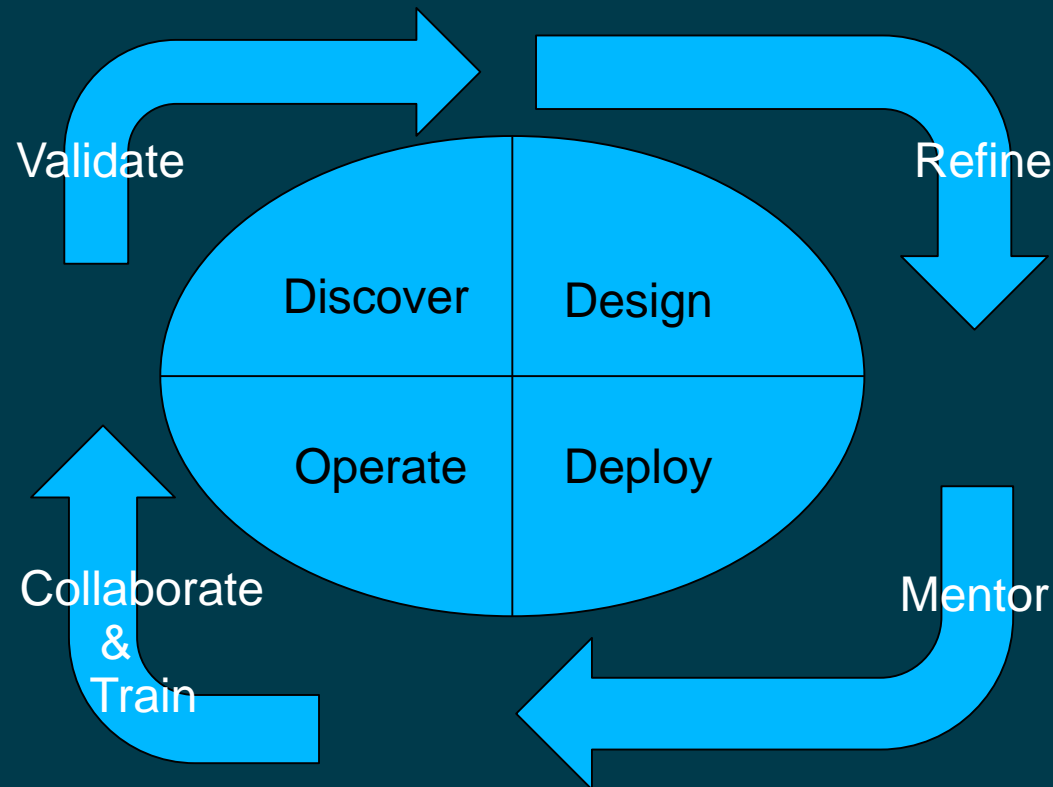 Validate
Refine
Discover
Design
Operate
Deploy
Collaborate
&
Train
Mentor